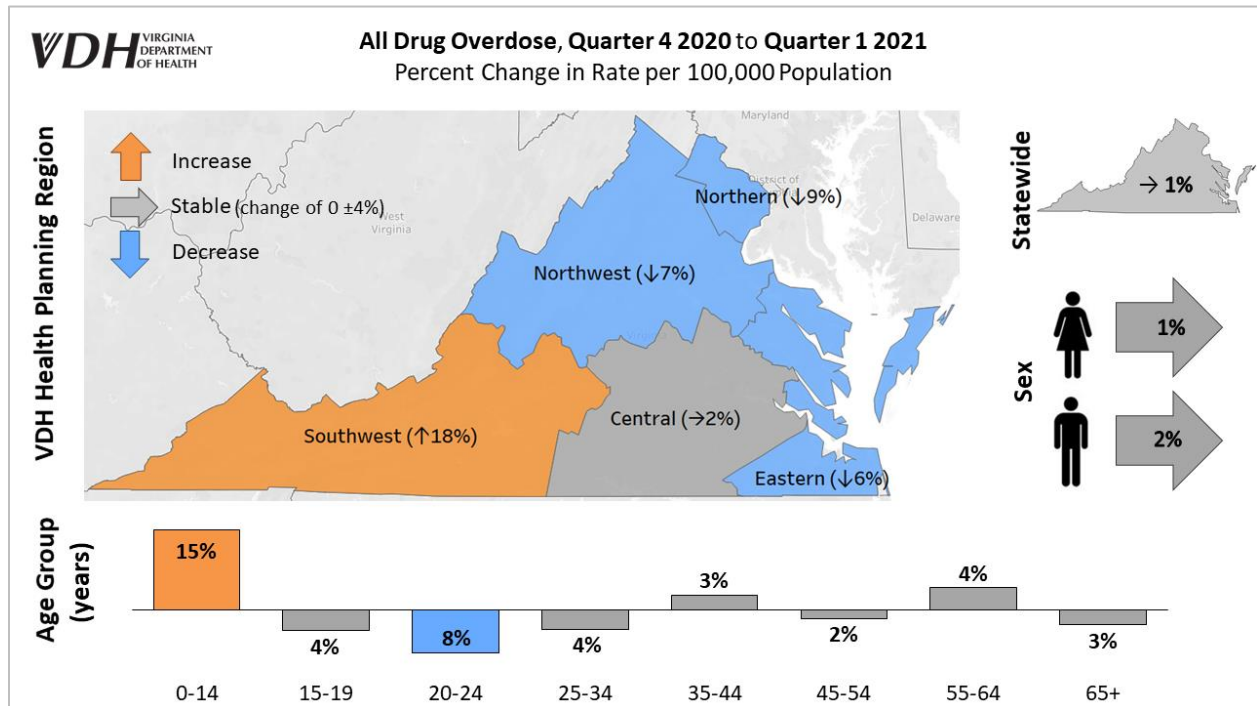 VDH VIRGINIA
DEPARTMENT
OF HEALTH
All Drug Overdose, Quarter 4 2020 to Quarter 1 2021
Percent Change in Rate per 100,000 Population
VDH Health Planning Region
Increase
Stable (change of 0 ±4%)
Decrease
Maryland
District of
West
Virginia
Delaware
Northern (↓9%)
Northwest (↓7%)
Southwest (↑18%)
Central (→2%)
Eastern (↓6%)
Statewide
→ 1%
Sex
1%
2%
Age Group
(years)
15%
4%
8%
4%
3%
2%
4%
3%
0-14
15-19
20-24
25-34
35-44
45-54
55-64
65+